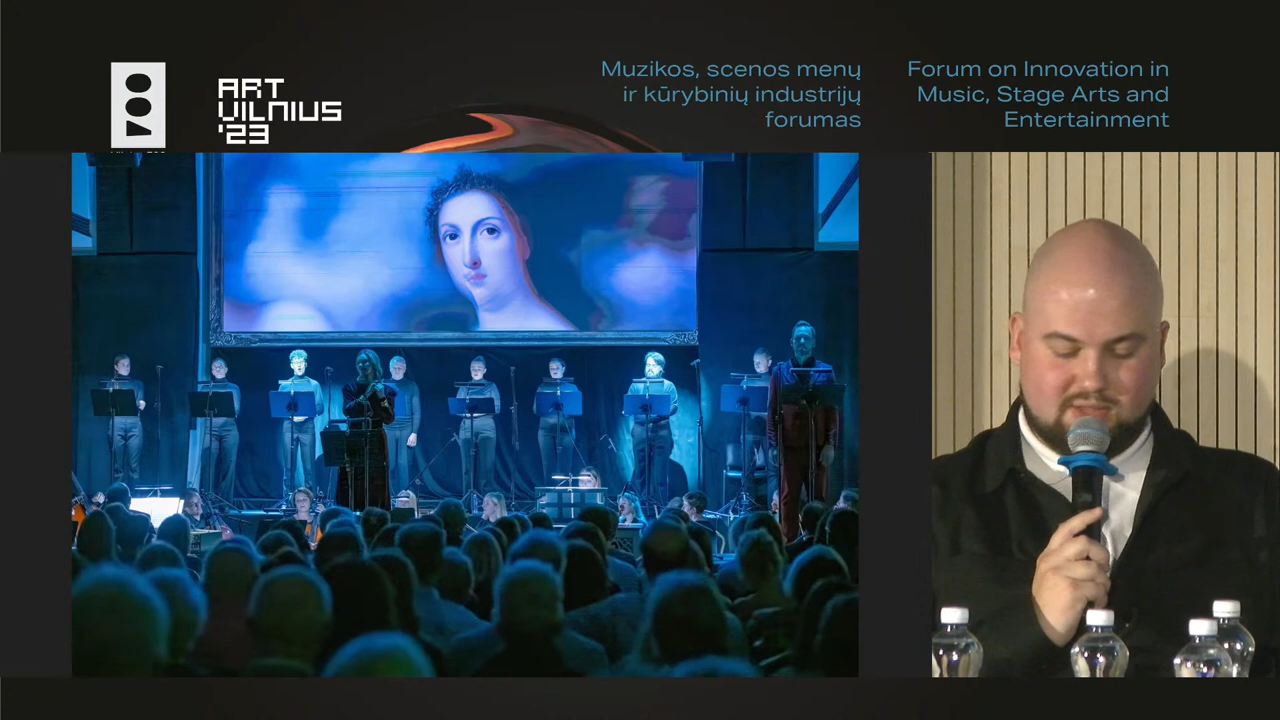 ART
VILNIUS
'23
Muzikos, scenos menų
ir kūrybinių industrijų
forumas
Forum on Innovation in
Music, Stage Arts and
Entertainment